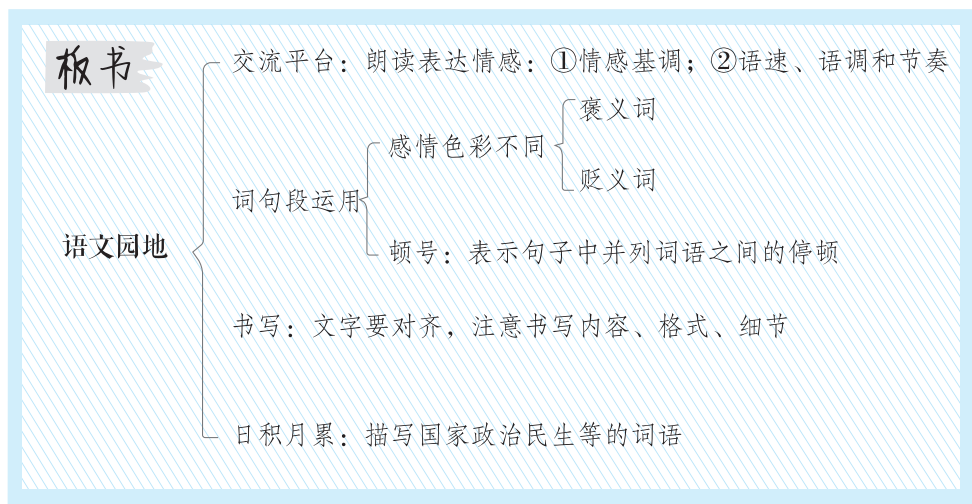 板书
交流平台：朗读表达情感：①情感基调；②语速、语调和节奏
褒义词
感情色彩不同
贬义词
词句段运用
语文园地
顿号：表示句子中并列词语之间的停顿
书写：文字要对齐，注意书写内容、格式、细节
日积月累：描写国家政治民生等的词语